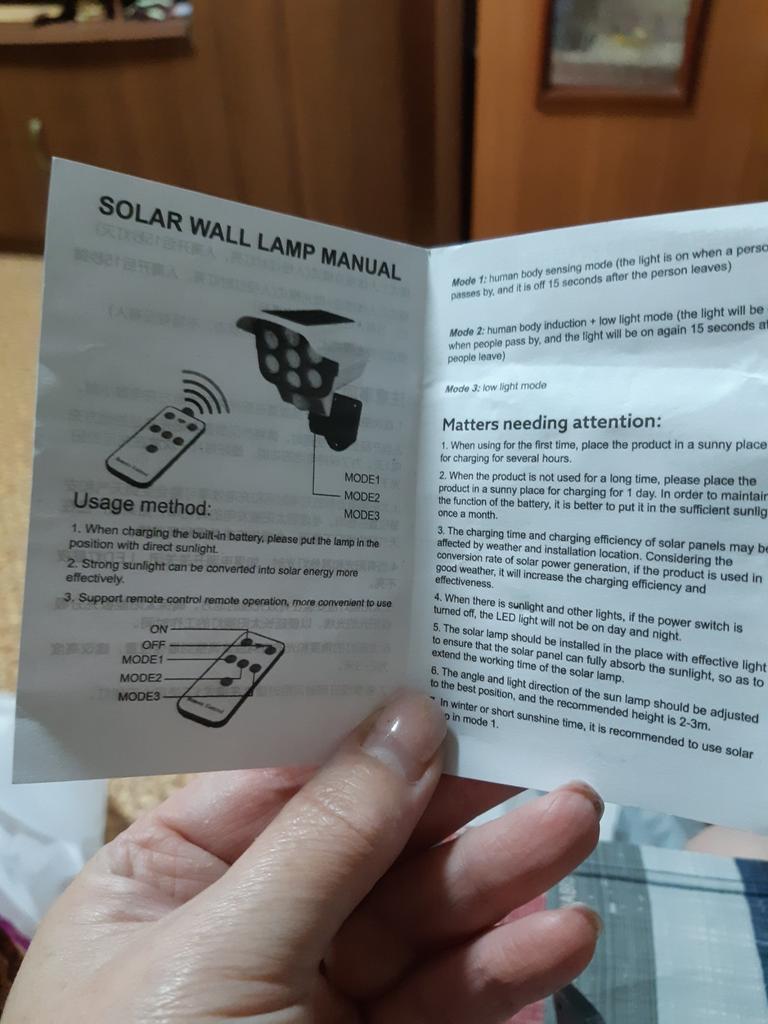 SOLAR WALL LAMP MANUAL
MODE1
MODE2
MODE3
Remote Control
Usage method:
1. When charging the built-in battery, please put the lamp in the
position with direct sunlight.
2. Strong sunlight can be converted into solar energy more
effectively.
3. Support remote control remote operation, more convenient to use
ON
OFF
MODE1
MODE2
MODE3
Remote Control
Mode 1: human body sensing mode (the light is on when a perso
passes by, and it is off 15 seconds after the person leaves)
Mode 2: human body induction + low light mode (the light will be
when people pass by, and the light will be on again 15 seconds
people leave)
Mode 3: low light mode
Matters needing attention:
1. When using for the first time, place the product in a sunny place
for charging for several hours.
2. When the product is not used for a long time, please place the
product in a sunny place for charging for 1 day. In order to maintain
the function of the battery, it is better to put it in the sufficient sunlig
once a month.
3. The charging time and charging efficiency of solar panels may be
affected by weather and installation location. Considering the
conversion rate of solar power generation, if the product is used in
good weather, it will increase the charging efficiency and
effectiveness.
4. When there is sunlight and other lights, if the power switch is
turned off, the LED light will not be on day and night.
5. The solar lamp should be installed in the place with effective light
to ensure that the solar panel can fully absorb the sunlight, so as to
extend the working time of the solar lamp.
6. The angle and light direction of the sun lamp should be adjusted
to the best position, and the recommended height is 2-3m.
In winter or short sunshine time, it is recommended to use solar
in mode 1.